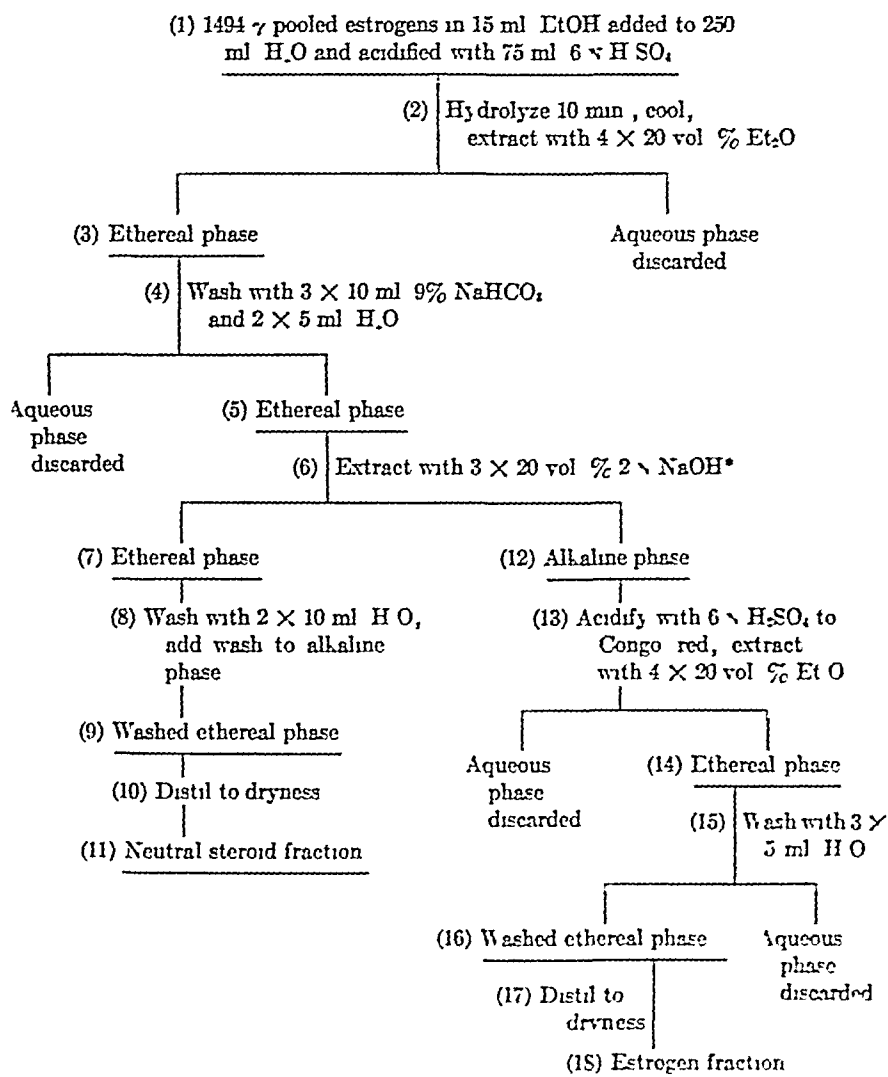 (1) 1494 γ pooled estrogens in 15 ml EtOH added to 250
ml H.O and acidified with 75 ml 6 N H SO₄
(2) Hydrolyze 10 min , cool,
extract with 4 × 20 vol % Et₂O
(3) Ethereal phase
Aqueous phase
discarded
(4) Wash with 3 × 10 ml 9% NaHCO₃
and 2 × 5 ml H.O
Aqueous
phase
discarded
(5) Ethereal phase
(6) Extract with 3 × 20 vol % 2 N NaOH*
(7) Ethereal phase
(8) Wash with 2 × 10 ml H O,
add wash to alkaline
phase
(9) Washed ethereal phase
(10) Distil to dryness
(11) Neutral steroid fraction
(12) Alkaline phase
(13) Acidify with 6 N H₂SO₄ to
Congo red, extract
with 4 × 20 vol % Et O
Aqueous
phase
discarded
(14) Ethereal phase
(15) Wash with 3 ×
5 ml H O
(16) Washed ethereal phase
Aqueous
phase
discarded
(17) Distil to
dryness
(18) Estrogen fraction